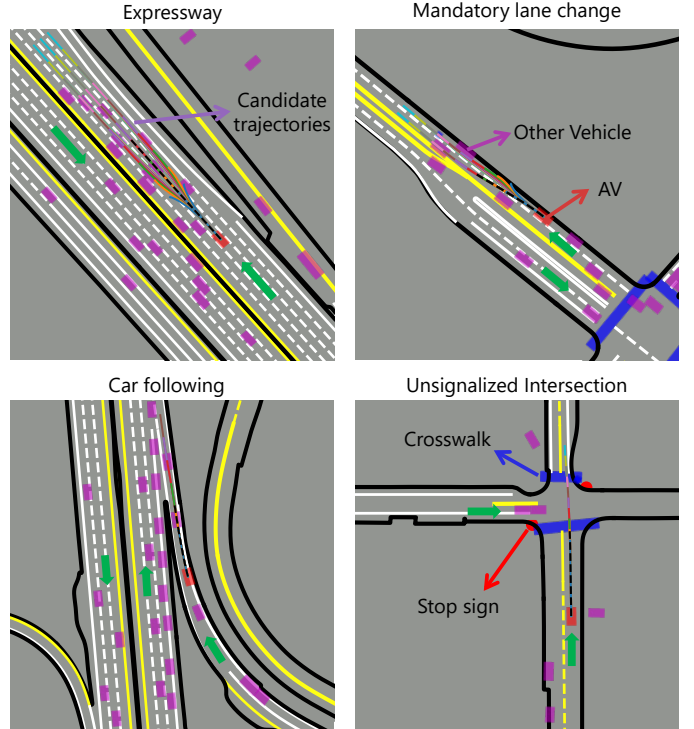 Expressway
Mandatory lane change
Candidate
trajectories
Other Vehicle
AV
Car following
Unsignalized Intersection
Crosswalk
Stop sign